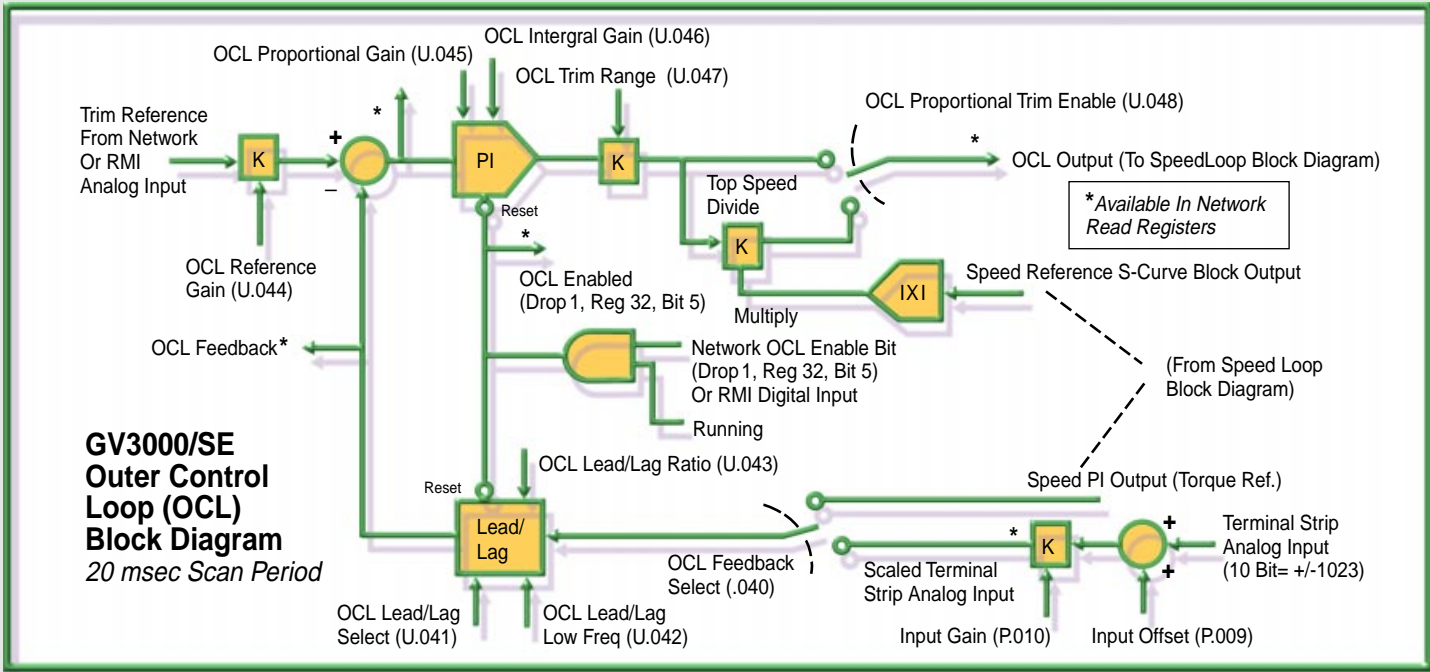 OCL Intergral Gain (U.046)
OCL Proportional Gain (U.045)
OCL Trim Range (U.047)
OCL Proportional Trim Enable (U.048)
Trim Reference
From Network
Or RMI
Analog Input
*
+
K
–
PI
K
*
OCL Output (To SpeedLoop Block Diagram)
Top Speed
Divide
*Available In Network
Read Registers
Reset
*
K
OCL Reference
Gain (U.044)
OCL Enabled
(Drop 1, Reg 32, Bit 5)
Speed Reference S-Curve Block Output
IXI
Multiply
OCL Feedback*
Network OCL Enable Bit
(Drop 1, Reg 32, Bit 5)
Or RMI Digital Input
Running
(From Speed Loop
Block Diagram)
GV3000/SE
Outer Control
Loop (OCL)
Block Diagram
20 msec Scan Period
OCL Lead/Lag Ratio (U.043)
Reset
Lead/
Lag
Speed PI Output (Torque Ref.)
OCL Feedback
Select (.040)
*
K
+
+
Terminal Strip
Analog Input
(10 Bit= +/-1023)
Scaled Terminal
Strip Analog Input
OCL Lead/Lag
Select (U.041)
OCL Lead/Lag
Low Freq (U.042)
Input Gain (P.010)
Input Offset (P.009)